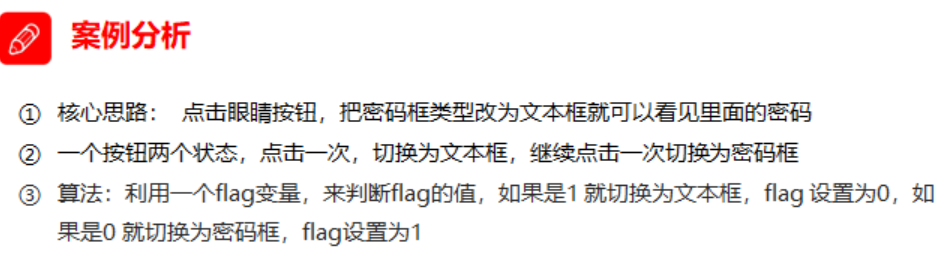 案例分析
① 核心思路： 点击眼睛按钮，把密码框类型改为文本框就可以看见里面的密码
② 一个按钮两个状态，点击一次，切换为文本框，继续点击一次切换为密码框
③ 算法：利用一个flag变量，来判断flag的值，如果是1 就切换为文本框，flag 设置为0，如
果是0 就切换为密码框，flag设置为1